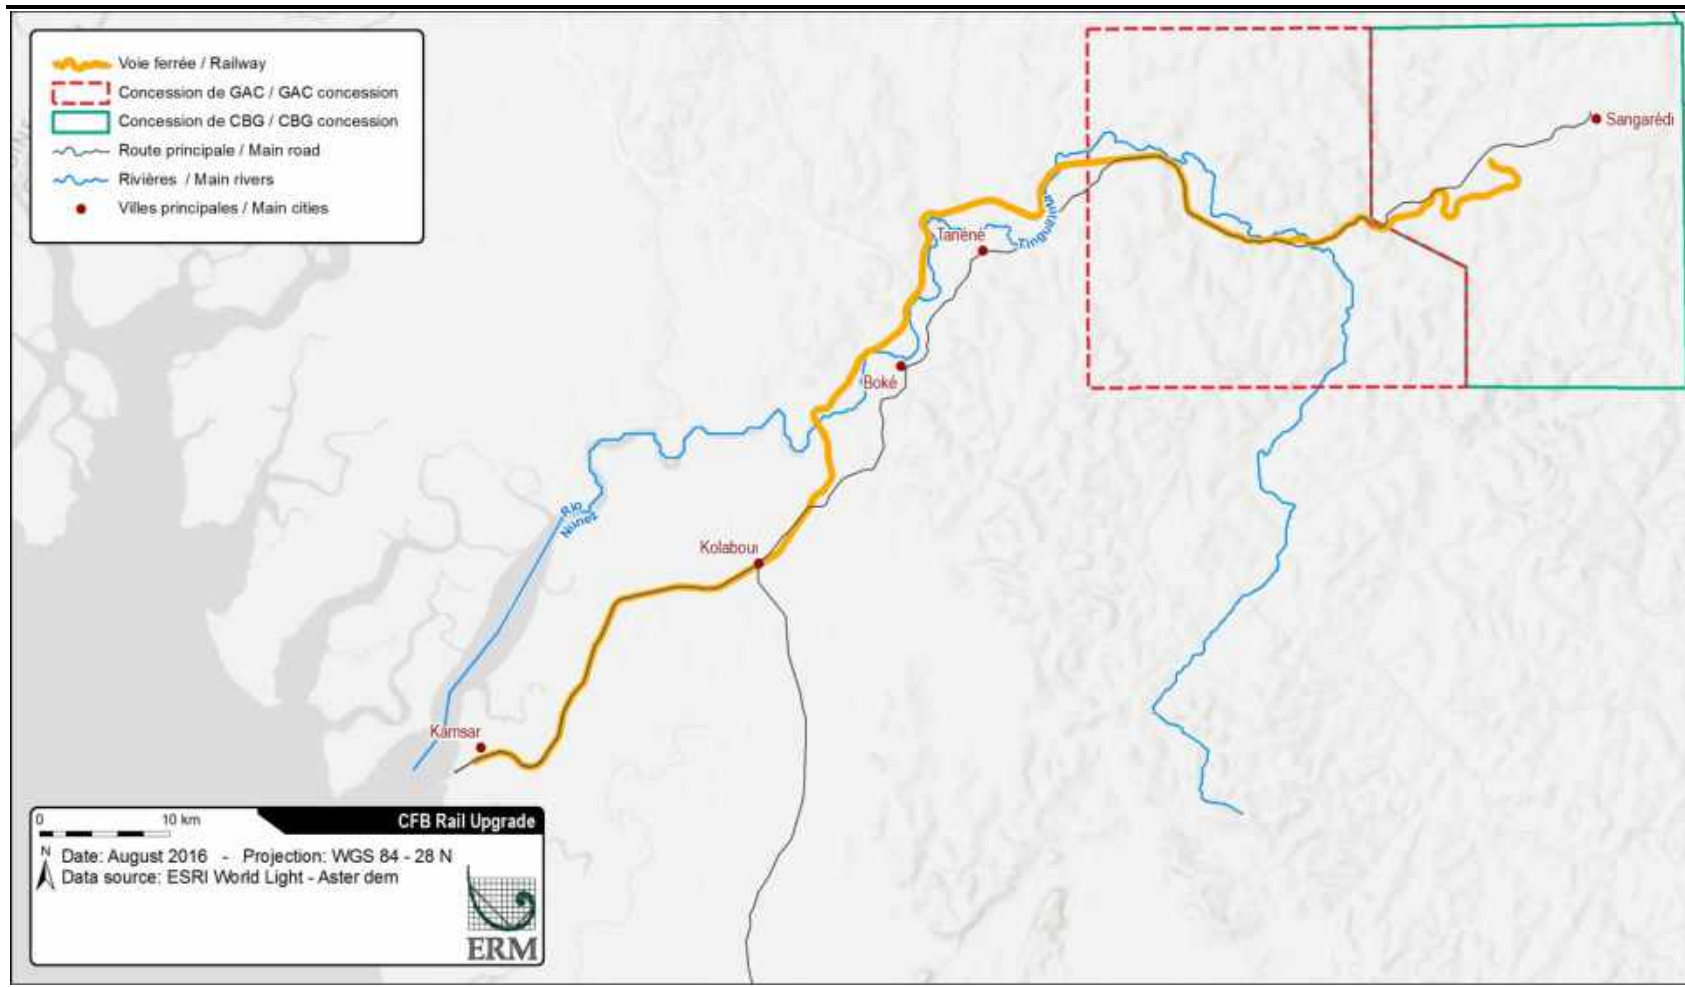 Voie ferrée / Railway
Concession de GAC / GAC concession
Concession de CBG / CBG concession
Route principale / Main road
Rivières / Main rivers
Villes principales / Main cities
Sangarédi
Tanènè
Tinguilinta
Boké
Rio
Nunez
Kolaboui
Kamsar
0 10 km
CFB Rail Upgrade
N
Date: August 2016 - Projection: WGS 84 - 28 N
Data source: ESRI World Light - Aster dem
ERM